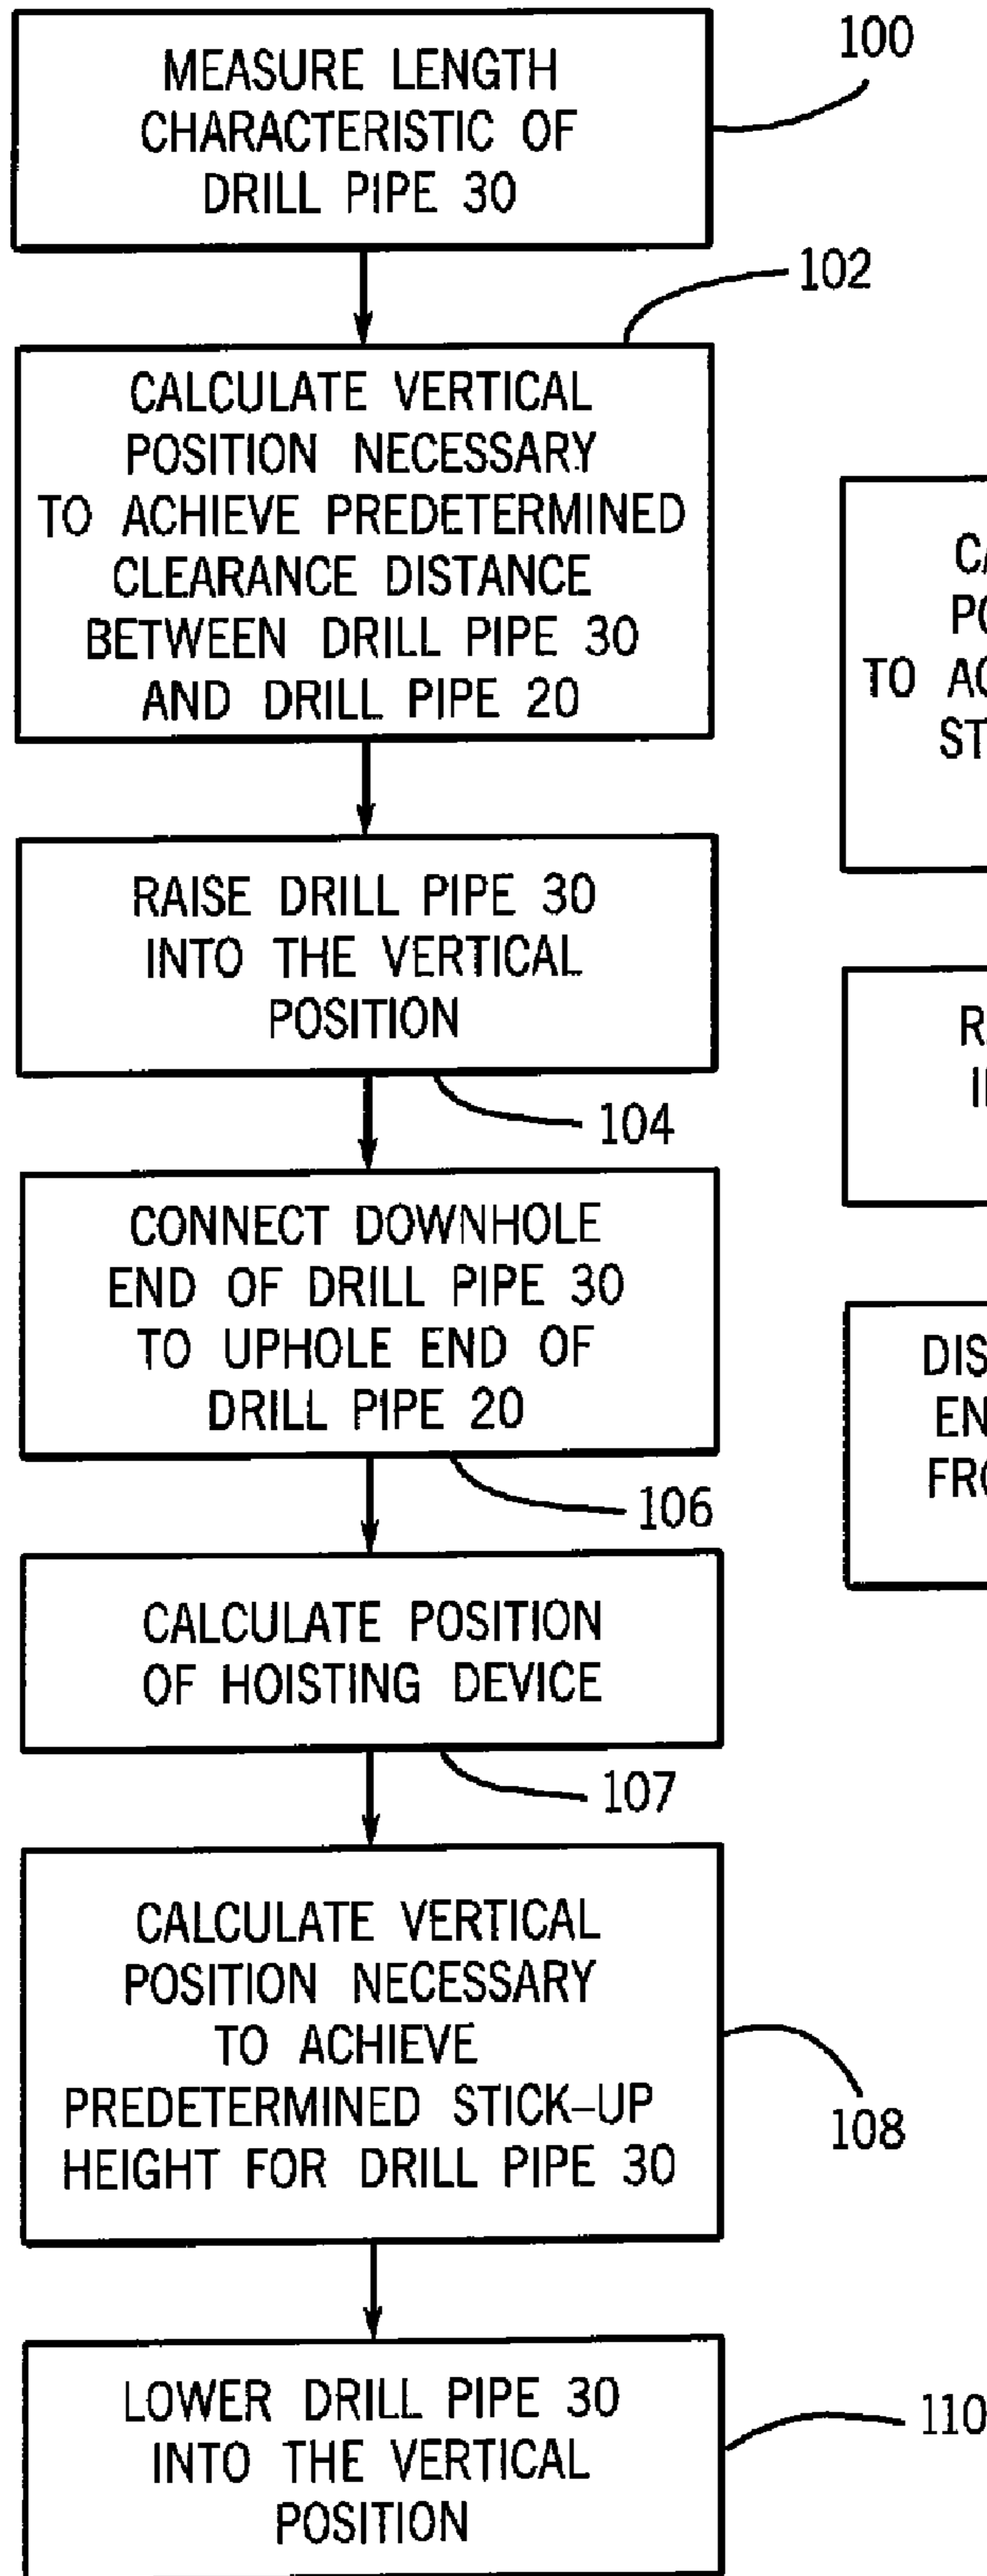 MEASURE LENGTH
CHARACTERISTIC OF
DRILL PIPE 30
100
102
CALCULATE VERTICAL
POSITION NECESSARY
TO ACHIEVE PREDETERMINED
CLEARANCE DISTANCE
BETWEEN DRILL PIPE 30
AND DRILL PIPE 20
RAISE DRILL PIPE 30
INTO THE VERTICAL
POSITION
104
CONNECT DOWNHOLE
END OF DRILL PIPE 30
TO UPHOLE END OF
DRILL PIPE 20
106
CALCULATE POSITION
OF HOISTING DEVICE
107
CALCULATE VERTICAL
POSITION NECESSARY
TO ACHIEVE
PREDETERMINED STICK-UP
HEIGHT FOR DRILL PIPE 30
108
LOWER DRILL PIPE 30
INTO THE VERTICAL
POSITION
110
TO